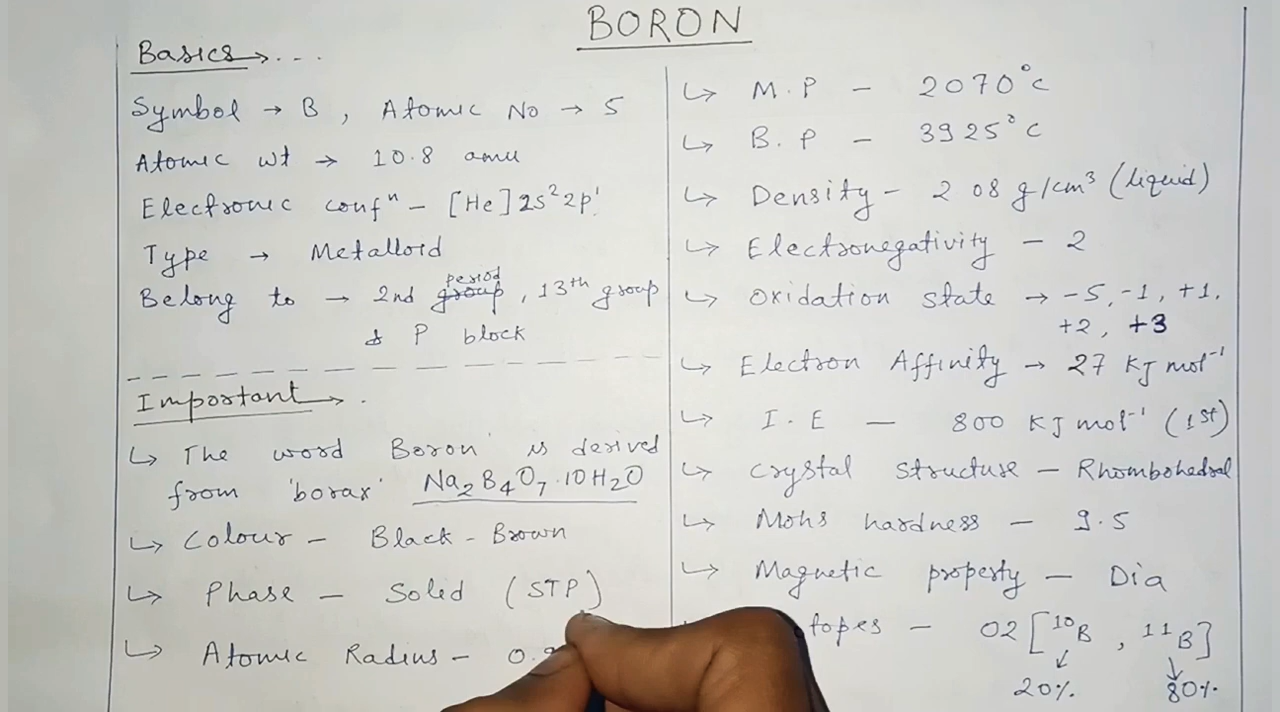 BORON
Basics → . . .
Symbol → B , Atomic No → 5
Atomic wt → 10.8 amu
Electronic confⁿ - [He] 2s² 2p¹
Type → Metalloid
Belong to → 2nd group period , 13th group
& P block
Important → .
↳ The word 'Boron' is derived
from 'borax' Na₂B₄O₇.10H₂O
↳ Colour - Black - Brown
↳ Phase - Solid (STP)
↳ Atomic Radius -
↳ M.P - 2070°C
↳ B.P - 3925°C
↳ Density - 2 08 g/cm³ (liquid)
↳ Electronegativity - 2
↳ Oxidation state → -5, -1, +1,
+2, +3
↳ Electron Affinity → 27 KJ mol⁻¹
↳ I.E - 800 KJ mol⁻¹ (1st)
↳ Crystal structure - Rhombohedral
↳ Mohs hardness - 9.5
↳ Magnetic property - Dia
topes - 02 [¹⁰B , ¹¹B]
↓ ↓
20% 80%